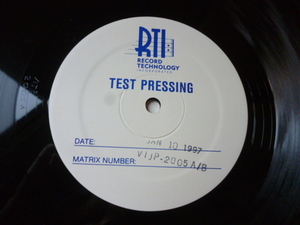 RTI
RECORD
TECHNOLOGY
INCORPORATED
TEST PRESSING
DATE: JAN 10 1997
MATRIX NUMBER: VIJP-2005 A/B